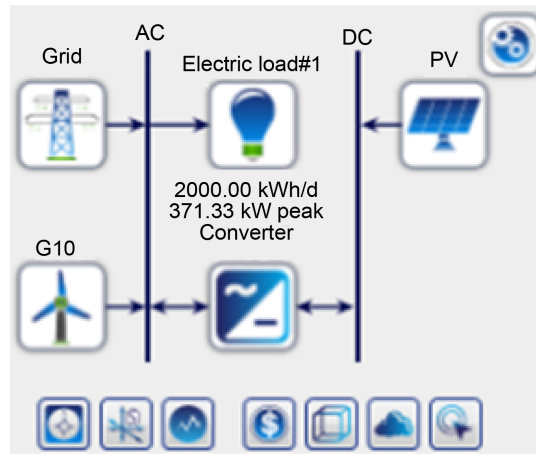 AC
DC
Grid
Electric load#1
PV
2000.00 kWh/d
371.33 kW peak
Converter
G10